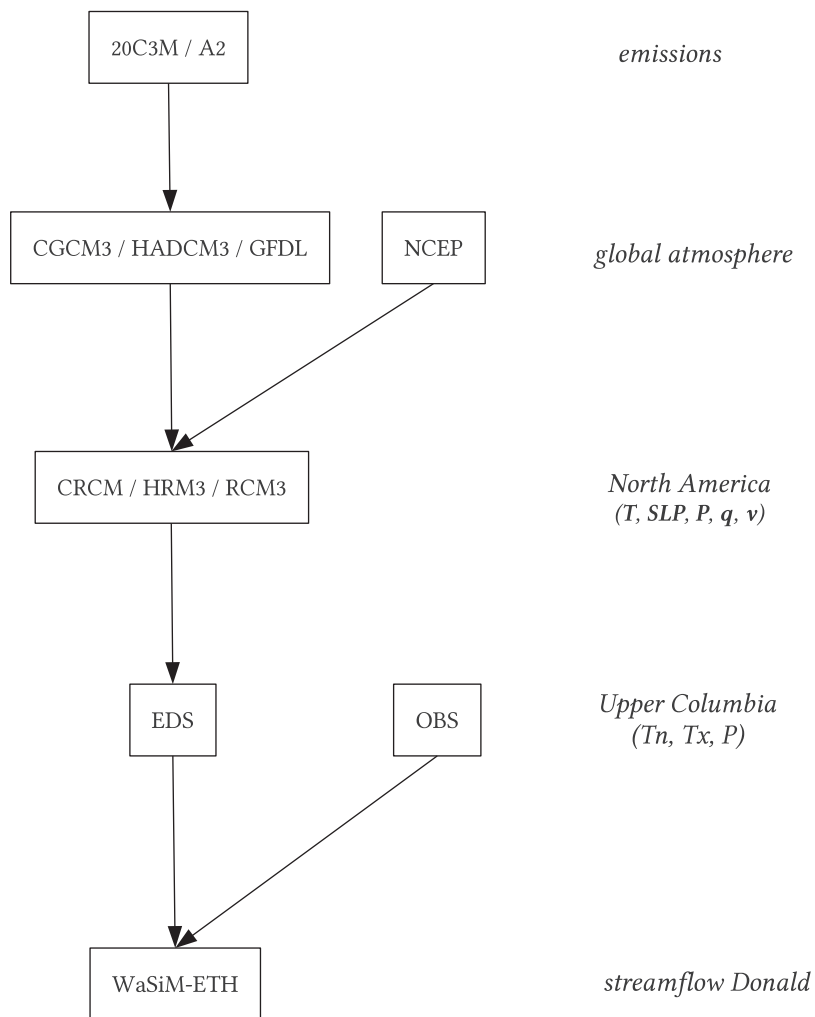 20C3M / A2
emissions
CGCM3 / HADCM3 / GFDL
NCEP
global atmosphere
CRCM / HRM3 / RCM3
North America
(T, SLP, P, q, v)
EDS
OBS
Upper Columbia
(Tn, Tx, P)
WaSiM-ETH
streamflow Donald